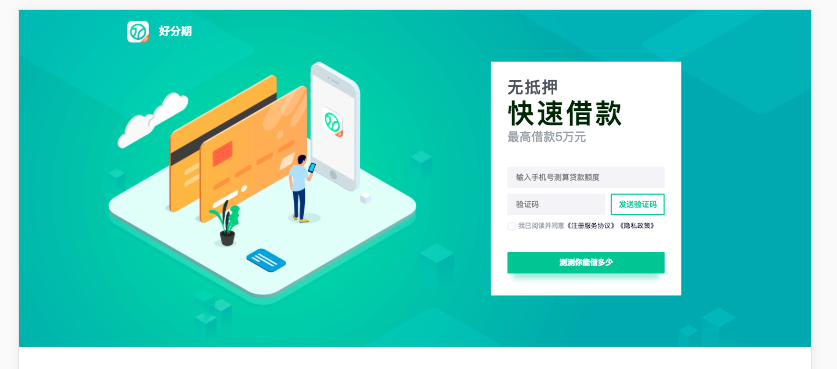 好分期
无抵押
快速借款
最高借款5万元
输入手机号测算贷款额度
验证码
发送验证码
我已阅读并同意《注册服务协议》《隐私政策》
测测你能借多少